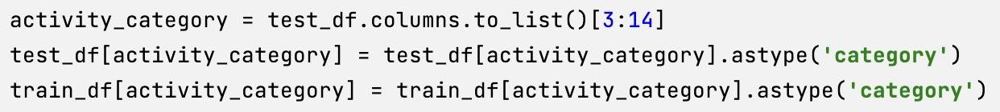 activity_category = test_df.columns.to_list()[3:14]
test_df[activity_category] = test_df[activity_category].astype('category')
train_df[activity_category] = train_df[activity_category].astype('category')